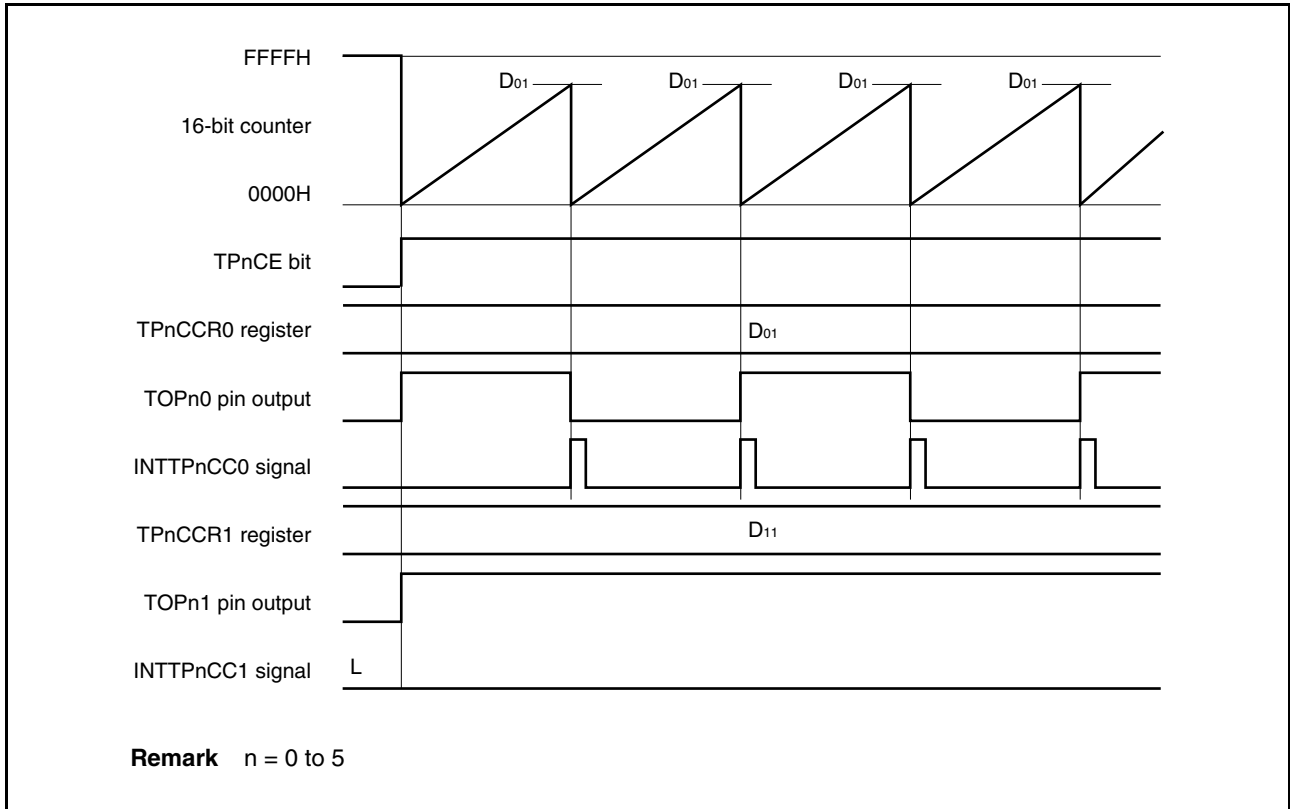 FFFFH
D01 D01 D01 D01
16-bit counter
0000H
TPnCE bit
TPnCCR0 register D01
TOPn0 pin output
INTTPnCC0 signal
TPnCCR1 register D11
TOPn1 pin output
INTTPnCC1 signal L
Remark n = 0 to 5